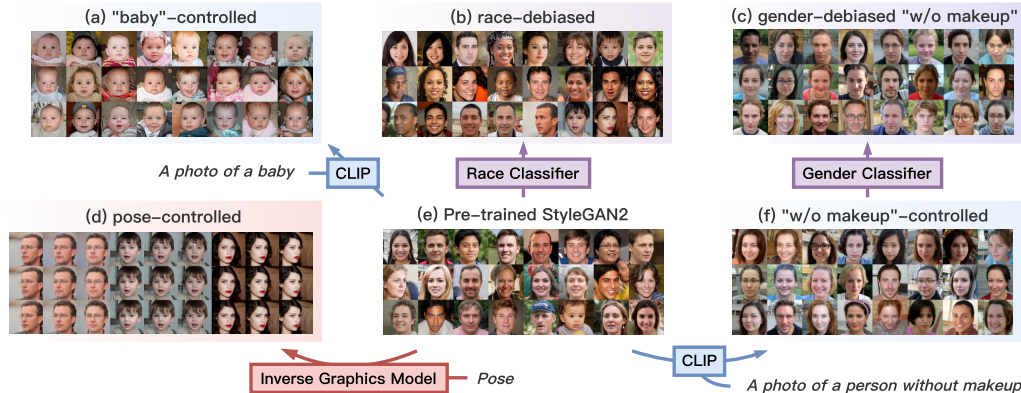 (a) "baby"-controlled
(b) race-debiased
(c) gender-debiased "w/o makeup"
A photo of a baby
CLIP
Race Classifier
Gender Classifier
(d) pose-controlled
(e) Pre-trained StyleGAN2
(f) "w/o makeup"-controlled
Inverse Graphics Model
Pose
CLIP
A photo of a person without makeup